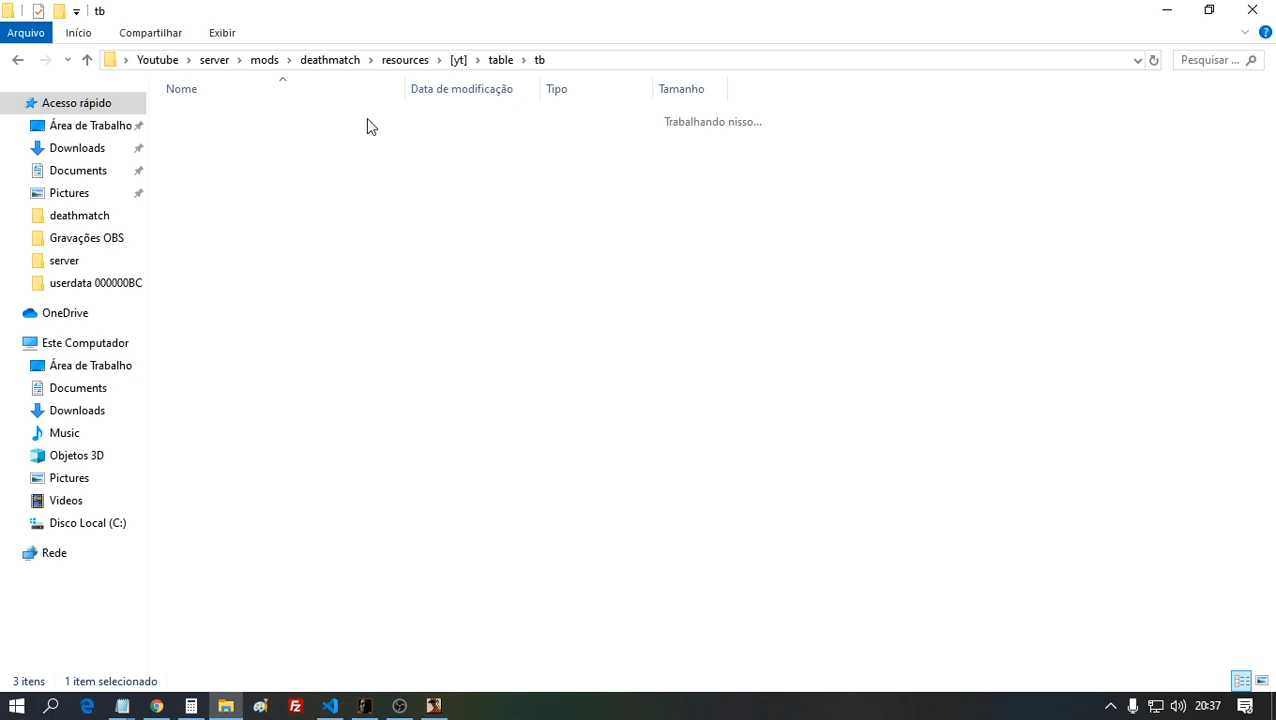 tb
Arquivo Início Compartilhar Exibir
Youtube server mods deathmatch resources [yt] table tb Pesquisar ...
Nome Data de modificação Tipo Tamanho
Trabalhando nisso...
Acesso rápido
Área de Trabalho
Downloads
Documents
Pictures
deathmatch
Gravações OBS
server
userdata 000000BC
OneDrive
Este Computador
Área de Trabalho
Documents
Downloads
Music
Objetos 3D
Pictures
Videos
Disco Local (C:)
Rede
3 itens 1 item selecionado
20:37